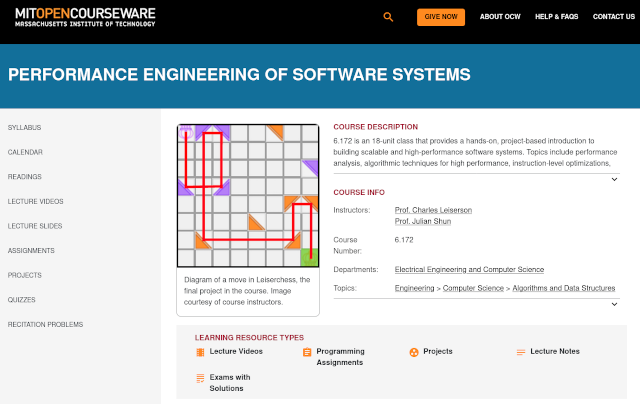 MITOPENCOURSEWARE
MASSACHUSETTS INSTITUTE OF TECHNOLOGY
GIVE NOW
ABOUT OCW
HELP & FAQS
CONTACT US
PERFORMANCE ENGINEERING OF SOFTWARE SYSTEMS
SYLLABUS
CALENDAR
READINGS
LECTURE VIDEOS
LECTURE SLIDES
ASSIGNMENTS
PROJECTS
QUIZZES
RECITATION PROBLEMS
Diagram of a move in Leiserchess, the
final project in the course. Image
courtesy of course instructors.
COURSE DESCRIPTION
6.172 is an 18-unit class that provides a hands-on, project-based introduction to
building scalable and high-performance software systems. Topics include performance
analysis, algorithmic techniques for high performance, instruction-level optimizations,
COURSE INFO
Instructors:
Prof. Charles Leiserson
Prof. Julian Shun
Course
Number:
6.172
Departments:
Electrical Engineering and Computer Science
Topics:
Engineering > Computer Science > Algorithms and Data Structures
LEARNING RESOURCE TYPES
Lecture Videos
Programming
Assignments
Projects
Lecture Notes
Exams with
Solutions